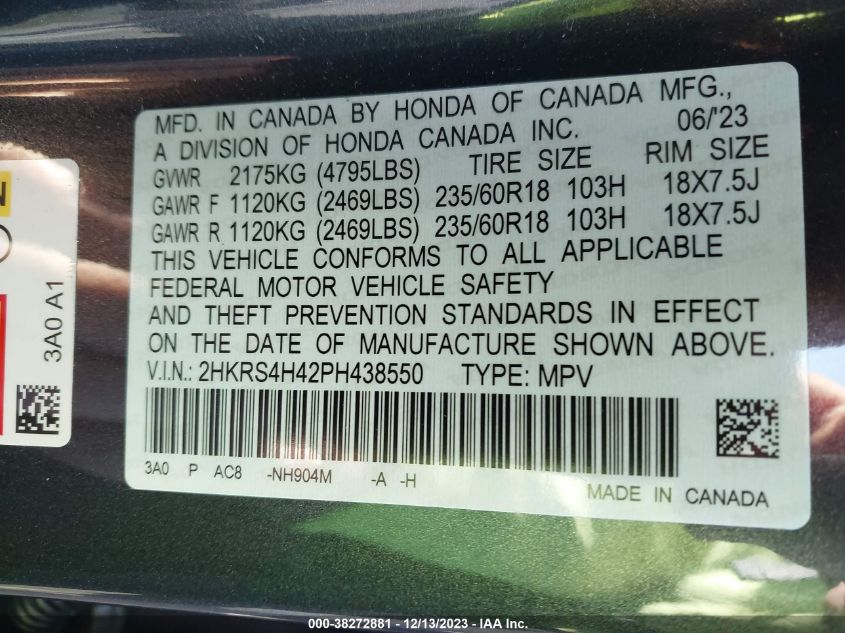 MFD. IN CANADA BY HONDA OF CANADA MFG.,
A DIVISION OF HONDA CANADA INC. 06/'23
GVWR 2175KG (4795LBS) TIRE SIZE RIM SIZE
GAWR F 1120KG (2469LBS) 235/60R18 103H 18X7.5J
GAWR R 1120KG (2469LBS) 235/60R18 103H 18X7.5J
THIS VEHICLE CONFORMS TO ALL APPLICABLE
FEDERAL MOTOR VEHICLE SAFETY
AND THEFT PREVENTION STANDARDS IN EFFECT
ON THE DATE OF MANUFACTURE SHOWN ABOVE.
V.I.N.: 2HKRS4H42PH438550 TYPE: MPV
3A0 P AC8 -NH904M -A -H
MADE IN CANADA
N
3A0 A1
000-38272881 - 12/13/2023 - IAA Inc.